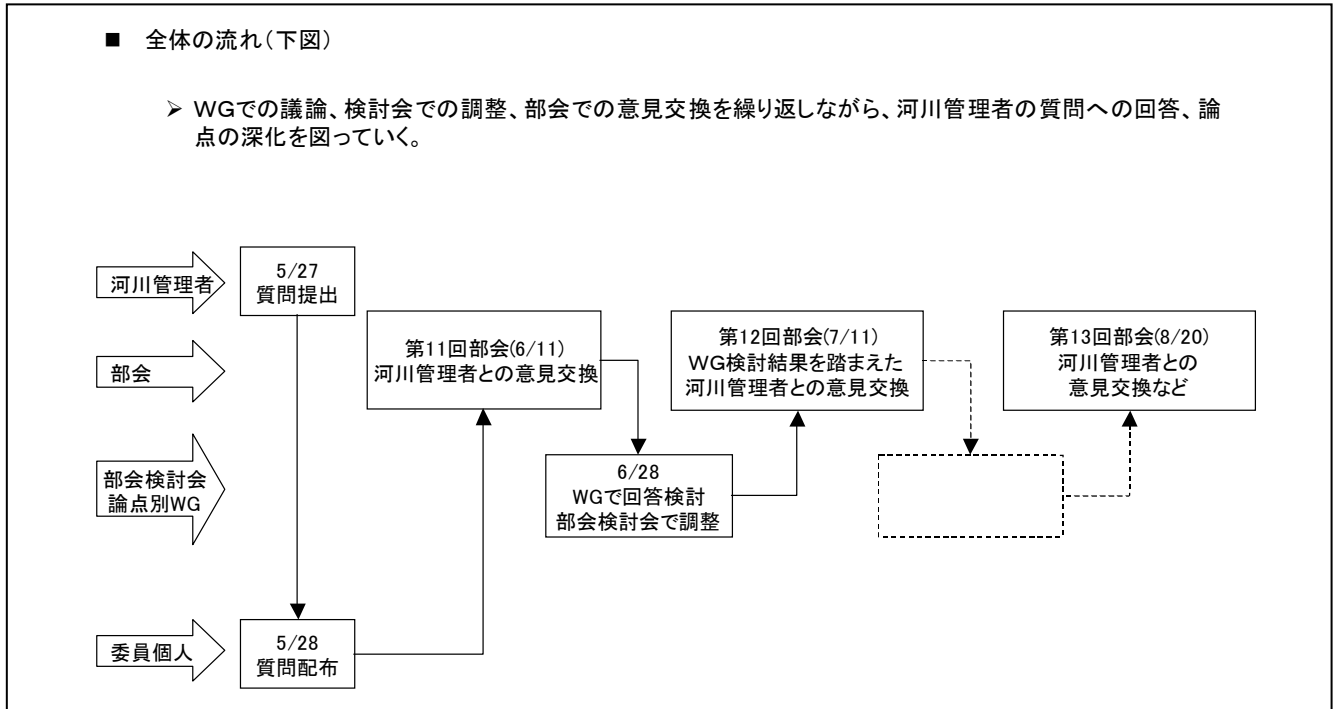 ■ 全体の流れ(下図)
➢ WGでの議論、検討会での調整、部会での意見交換を繰り返しながら、河川管理者の質問への回答、論
点の深化を図っていく。
河川管理者
5/27
質問提出
部会
第11回部会(6/11)
河川管理者との意見交換
第12回部会(7/11)
WG検討結果を踏まえた
河川管理者との意見交換
第13回部会(8/20)
河川管理者との
意見交換など
部会検討会
論点別WG
6/28
WGで回答検討
部会検討会で調整
委員個人
5/28
質問配布